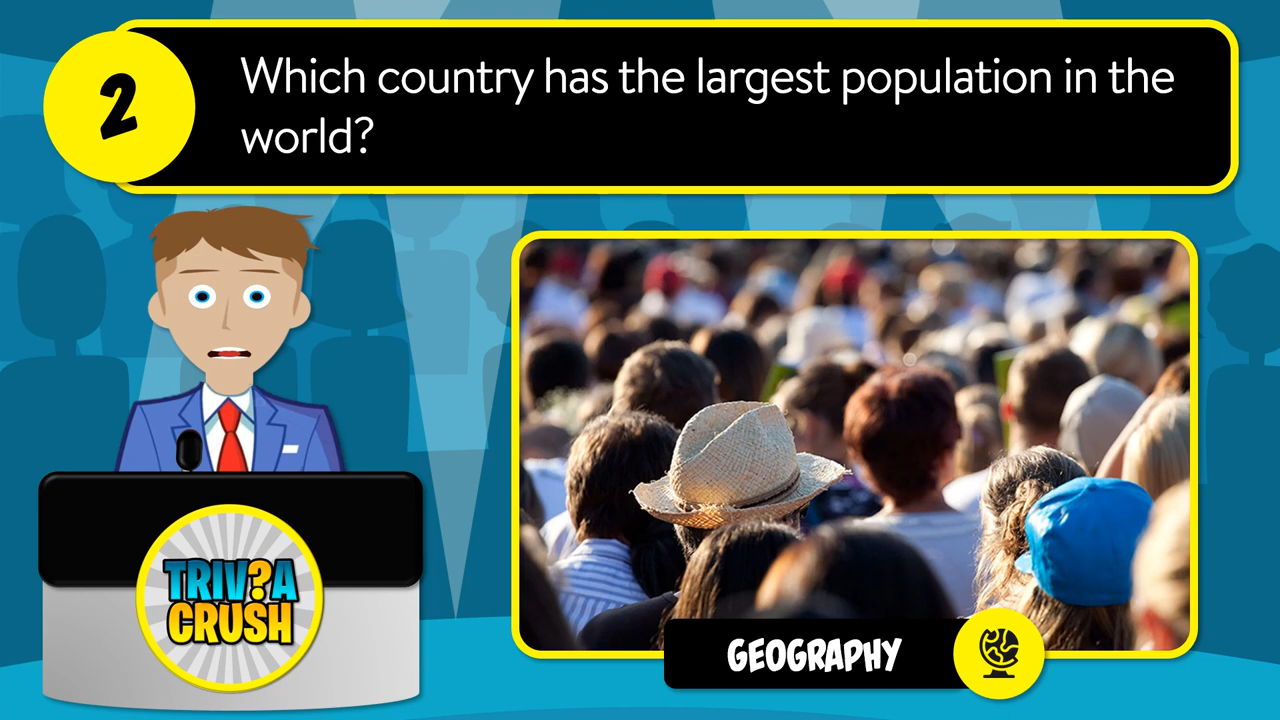 2
Which country has the largest population in the
world?
TRIV?A
CRUSH
GEOGRAPHY